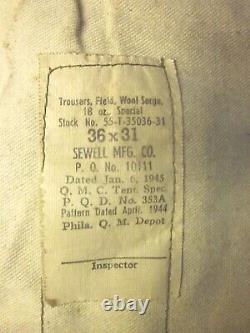 Trousers, Field, Wool Serge,
18 oz. Special
Stock No. 55-T-35036-31
36 x 31
SEWELL MFG. CO.
P. O. No. 10111
Dated Jan. 6, 1945
Q. M. C. Tent. Spec.
P. Q. D. No. 353A
Pattern Dated April, 1944
Phila. Q. M. Depot
Inspector